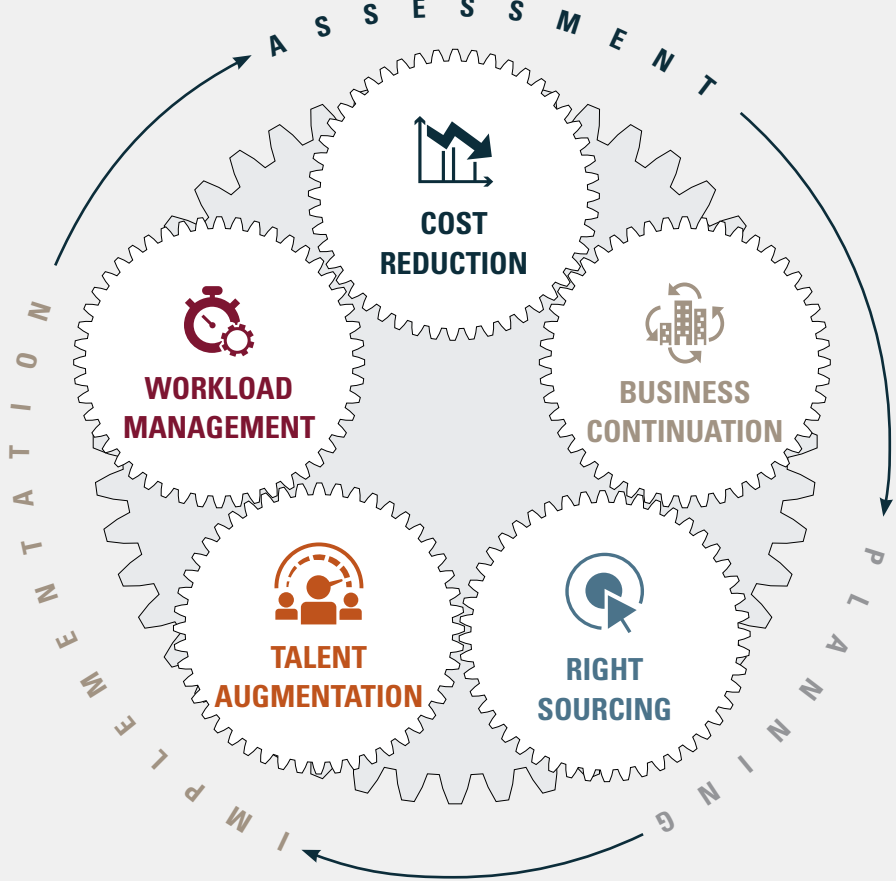 ASSESSMENT
COST
REDUCTION
BUSINESS
CONTINUATION
RIGHT
SOURCING
TALENT
AUGMENTATION
WORKLOAD
MANAGEMENT
PLANNING
IMPLEMENTATION